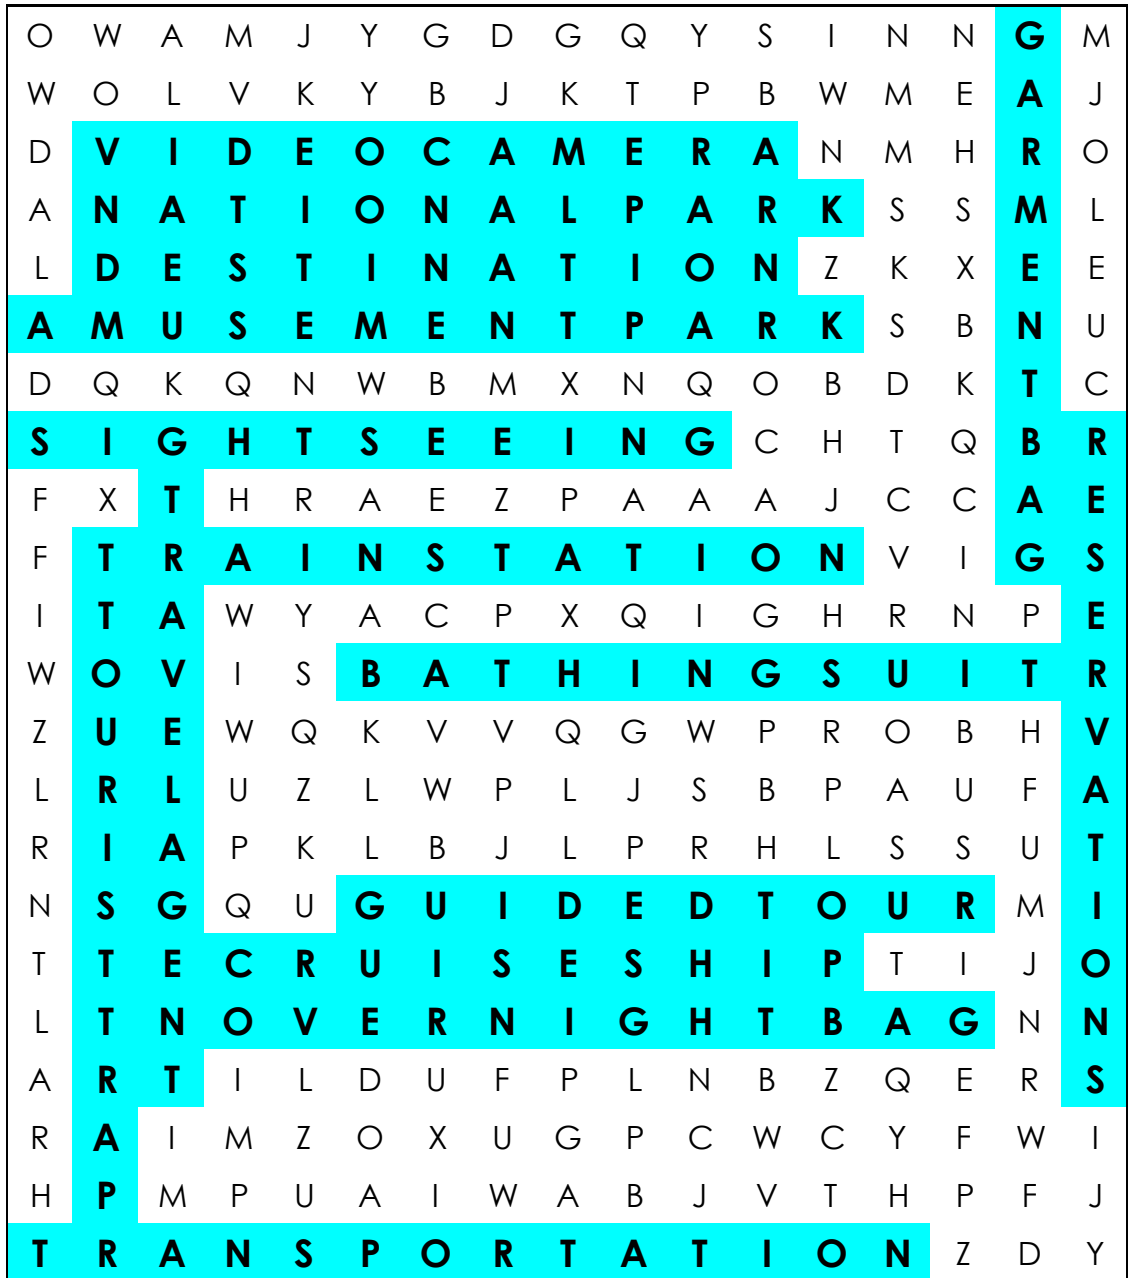 O W A M J Y G D G Q Y S I N N G M
W O L V K Y B J K T P B W M E A J
D V I D E O C A M E R A N M H R O
A N A T I O N A L P A R K S S M L
L D E S T I N A T I O N Z K X E E
A M U S E M E N T P A R K S B N U
D Q K Q N W B M X N Q O B D K T C
S I G H T S E E I N G C H T Q B R
F X T H R A E Z P A A A J C C A E
F T R A I N S T A T I O N V I G S
I T A W Y A C P X Q I G H R N P E
W O V I S B A T H I N G S U I T R
Z U E W Q K V V Q G W P R O B H V
L R L U Z L W P L J S B P A U F A
R I A P K L B J L P R H L S S U T
N S G Q U G U I D E D T O U R M I
T T E C R U I S E S H I P T I J O
L T N O V E R N I G H T B A G N N
A R T I L D U F P L N B Z Q E R S
R A I M Z O X U G P C W C Y F W I
H P M P U A I W A B J V T H P F J
T R A N S P O R T A T I O N Z D Y